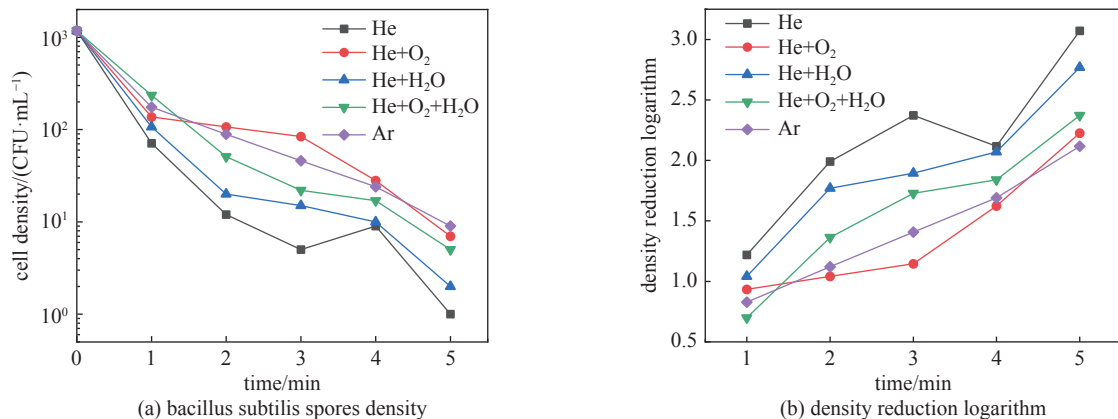 10³
10²
10¹
10⁰
cell density/(CFU·mL⁻¹)
0 1 2 3 4 5
time/min
He
He+O₂
He+H₂O
He+O₂+H₂O
Ar
(a) bacillus subtilis spores density
3.0
2.5
2.0
1.5
1.0
0.5
density reduction logarithm
1 2 3 4 5
time/min
He
He+O₂
He+H₂O
He+O₂+H₂O
Ar
(b) density reduction logarithm